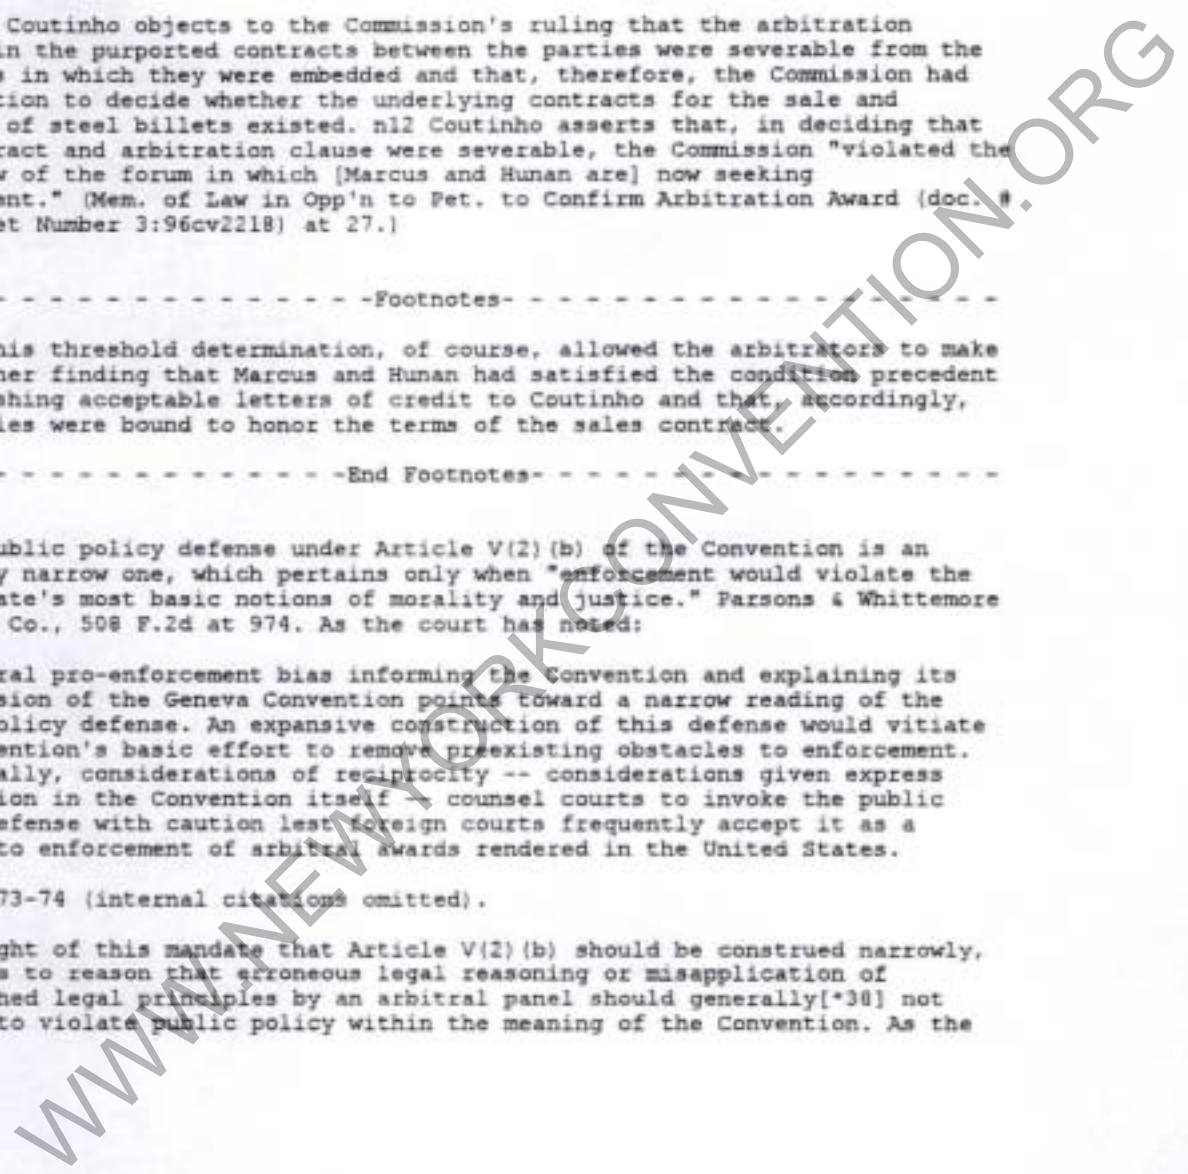 Coutinho objects to the Commission's ruling that the arbitration
in the purported contracts between the parties were severable from the
s in which they were embedded and that, therefore, the Commission had
tion to decide whether the underlying contracts for the sale and
of steel billets existed. n12 Coutinho asserts that, in deciding that
ract and arbitration clause were severable, the Commission "violated the
w of the forum in which [Marcus and Hunan are] now seeking
ent." (Mem. of Law in Opp'n to Pet. to Confirm Arbitration Award (doc. #
et Number 3:96cv2218) at 27.)
- - - - - - - - - - - - - -Footnotes- - - - - - - - - - - - - - - - - -
his threshold determination, of course, allowed the arbitrators to make
her finding that Marcus and Hunan had satisfied the condition precedent
shing acceptable letters of credit to Coutinho and that, accordingly,
ies were bound to honor the terms of the sales contract.
- - - - - - - - - - - - -End Footnotes- - - - - - - - - - - - - - - - -
ublic policy defense under Article V(2)(b) of the Convention is an
y narrow one, which pertains only when "enforcement would violate the
ate's most basic notions of morality and justice." Parsons & Whittemore
Co., 508 F.2d at 974. As the court has noted:
ral pro-enforcement bias informing the Convention and explaining its
sion of the Geneva Convention points toward a narrow reading of the
olicy defense. An expansive construction of this defense would vitiate
ention's basic effort to remove preexisting obstacles to enforcement.
ally, considerations of reciprocity -- considerations given express
ion in the Convention itself -- counsel courts to invoke the public
efense with caution lest foreign courts frequently accept it as a
to enforcement of arbitral awards rendered in the United States.
73-74 (internal citations omitted).
ght of this mandate that Article V(2)(b) should be construed narrowly,
s to reason that erroneous legal reasoning or misapplication of
hed legal principles by an arbitral panel should generally[*38] not
to violate public policy within the meaning of the Convention. As the
WWW.NEWYORKCONVENTION.ORG